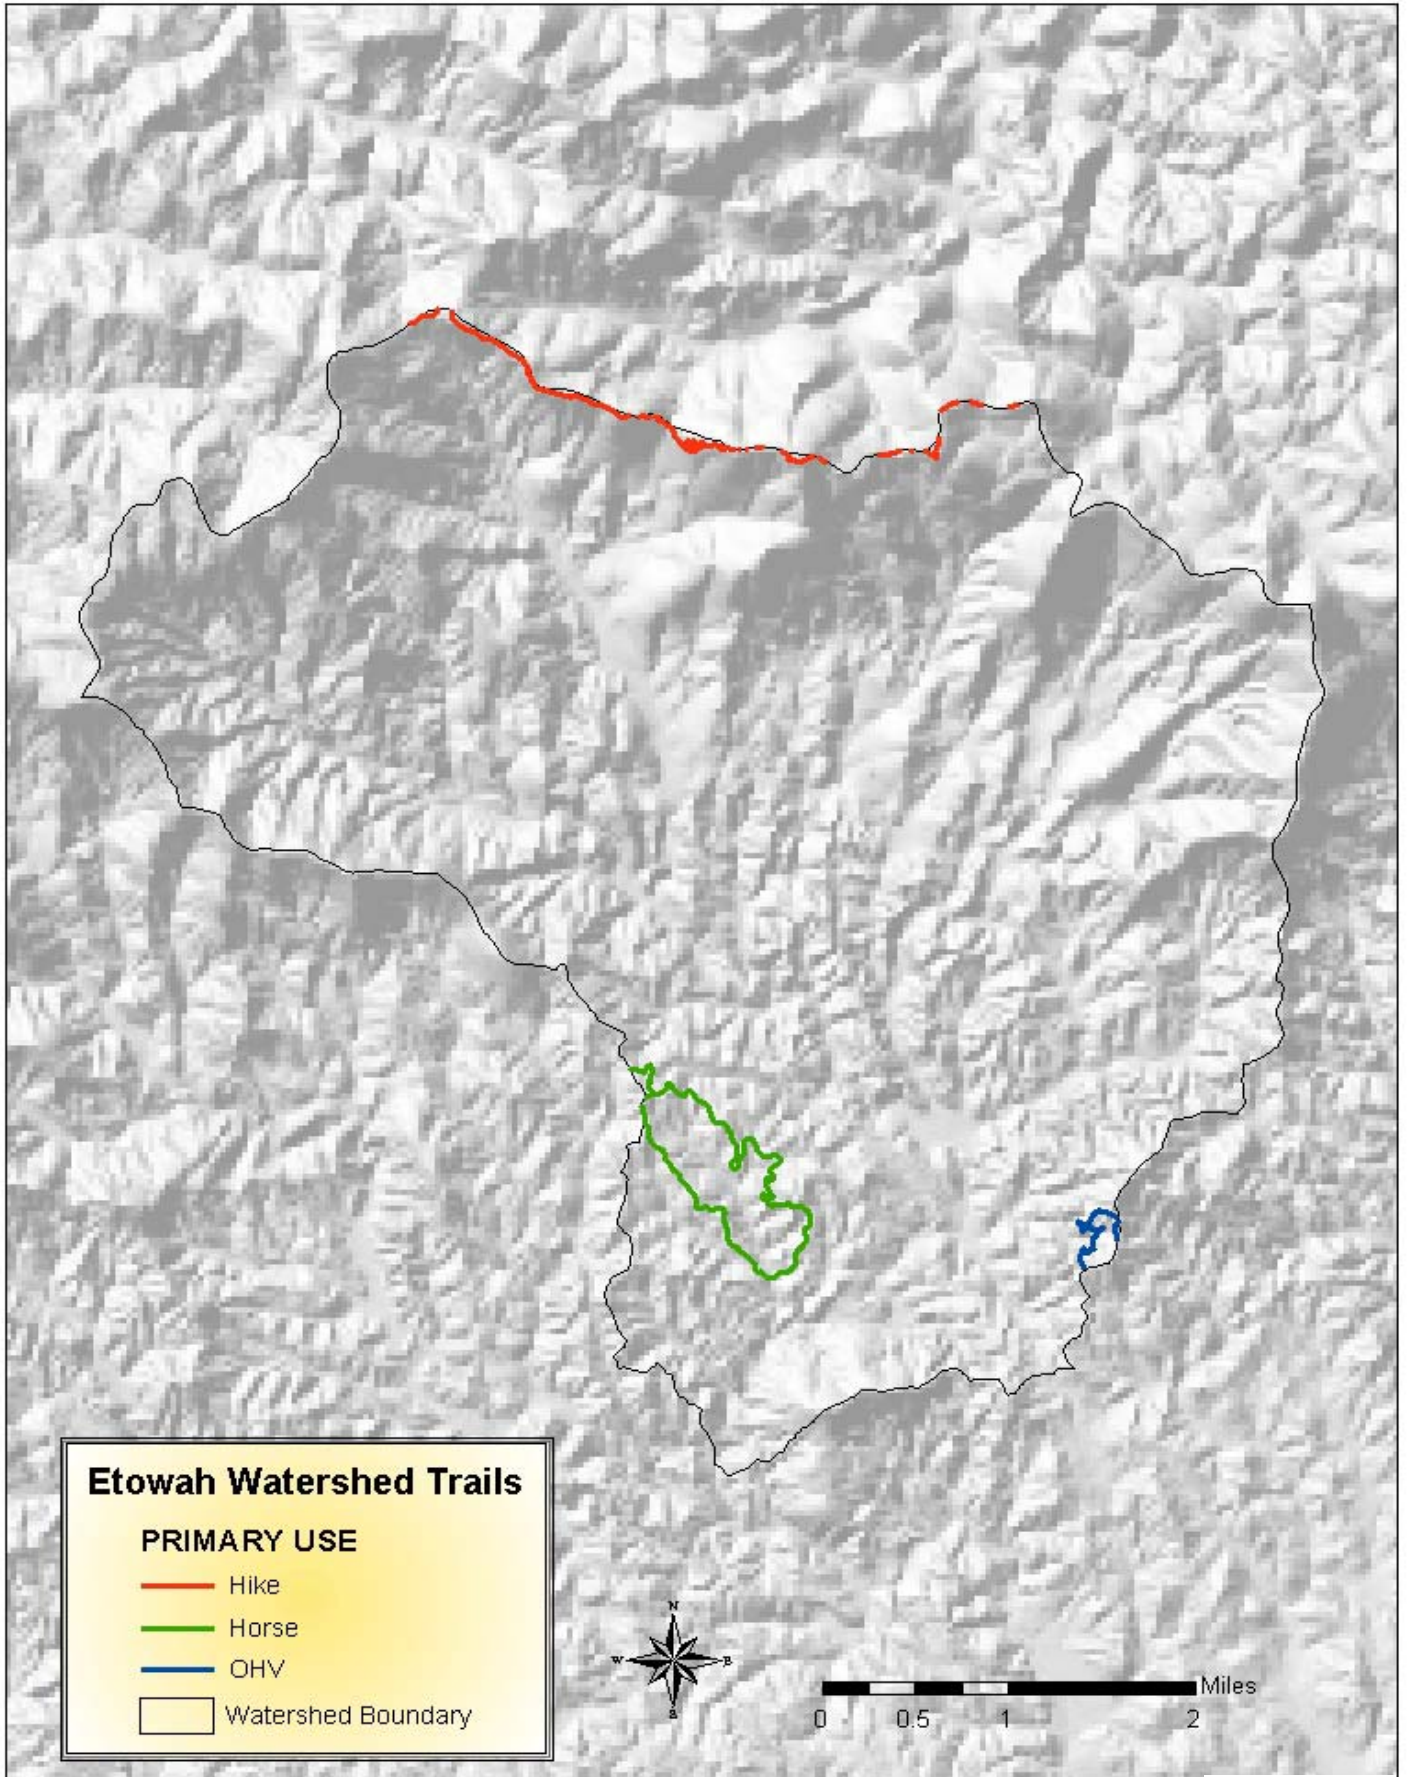 Etowah Watershed Trails
PRIMARY USE
Hike
Horse
OHV
Watershed Boundary
N
W
E
S
Miles
0 0.5 1 2